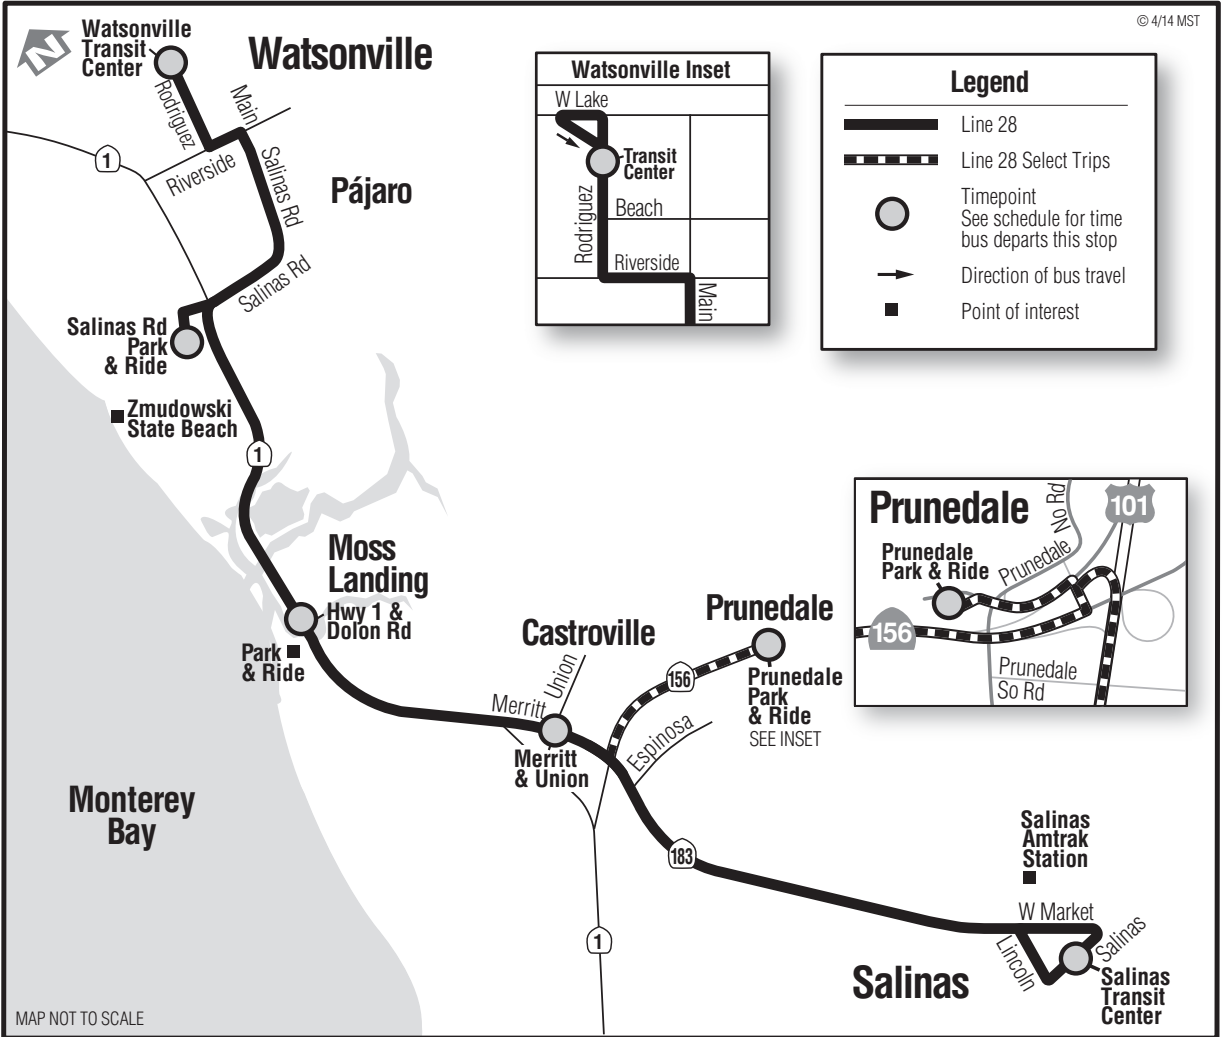 © 4/14 MST
N
Watsonville
Transit
Center
Watsonville
Rodriguez
Main
1
Riverside
Salinas Rd
Pájaro
Salinas Rd
Salinas Rd
Park
& Ride
Zmudowski
State Beach
1
Watsonville Inset
W Lake
Transit
Center
Rodriguez
Beach
Riverside
Main
Legend
Line 28
Line 28 Select Trips
Timepoint
See schedule for time
bus departs this stop
Direction of bus travel
Point of interest
Moss
Landing
Hwy 1 &
Dolon Rd
Park
& Ride
Castroville
Union
Merritt
Merritt
& Union
156
Prunedale
Prunedale
Park
& Ride
SEE INSET
Espinosa
Prunedale
Prunedale
Park & Ride
Prunedale
No Rd
101
156
Prunedale
So Rd
Monterey
Bay
183
1
Salinas
Amtrak
Station
W Market
Lincoln
Salinas
Salinas
Salinas
Transit
Center
MAP NOT TO SCALE